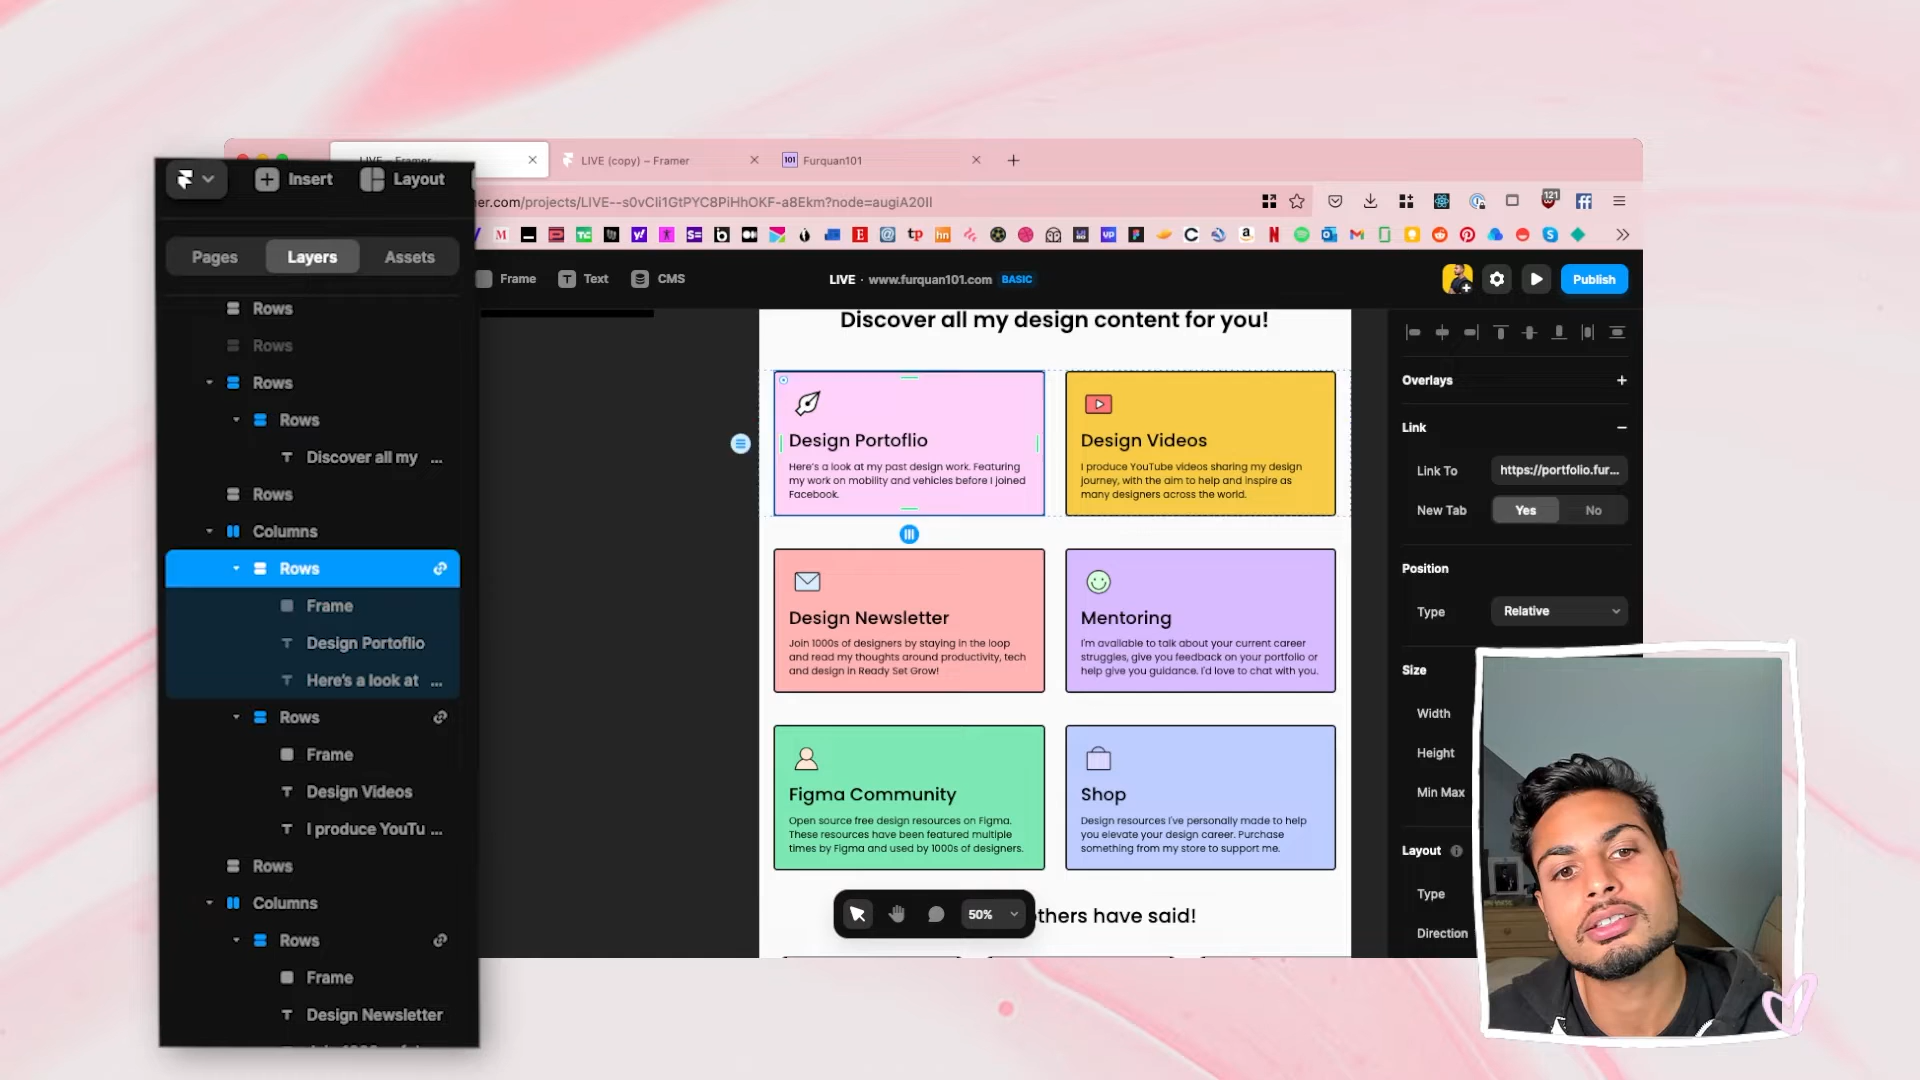 LIVE (copy) – Framer
101
Furquan101
er.com/projects/LIVE--s0vCIi1GtPYC8PiHhOKF-a8Ekm?node=augiA20Il
121
Insert
Layout
Frame
Text
CMS
LIVE · www.furquan101.com BASIC
Publish
Pages
Layers
Assets
Rows
Rows
Rows
Rows
Discover all my ...
Rows
Columns
Rows
Frame
Design Portoflio
Here's a look at ...
Rows
Frame
Design Videos
I produce YouTu ...
Rows
Columns
Rows
Frame
Design Newsletter
Discover all my design content for you!
Design Portoflio
Here's a look at my past design work. Featuring
my work on mobility and vehicles before I joined
Facebook.
Design Videos
I produce YouTube videos sharing my design
journey, with the aim to help and inspire as
many designers across the world.
Design Newsletter
Join 1000s of designers by staying in the loop
and read my thoughts around productivity, tech
and design in Ready Set Grow!
Mentoring
I'm available to talk about your current career
struggles, give you feedback on your portfolio or
help give you guidance. I'd love to chat with you.
Figma Community
Open source free design resources on Figma.
These resources have been featured multiple
times by Figma and used by 1000s of designers.
Shop
Design resources I've personally made to help
you elevate your design career. Purchase
something from my store to support me.
50%
others have said!
Overlays
Link
Link To
https://portfolio.fur...
New Tab
Yes
No
Position
Type
Relative
Size
Width
Height
Min Max
Layout
Type
Direction